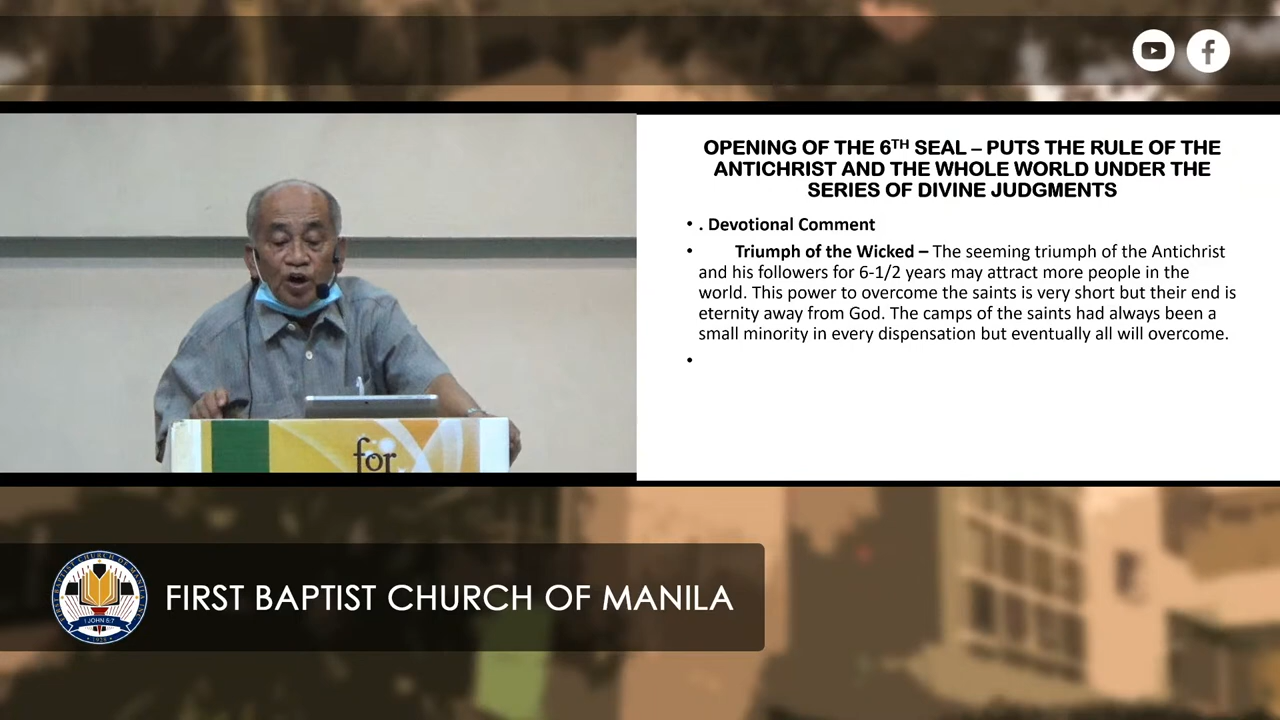 OPENING OF THE 6TH SEAL – PUTS THE RULE OF THE
ANTICHRIST AND THE WHOLE WORLD UNDER THE
SERIES OF DIVINE JUDGMENTS
• . Devotional Comment
• Triumph of the Wicked – The seeming triumph of the Antichrist
and his followers for 6-1/2 years may attract more people in the
world. This power to overcome the saints is very short but their end is
eternity away from God. The camps of the saints had always been a
small minority in every dispensation but eventually all will overcome.
•
for
FIRST BAPTIST CHURCH OF MANILA
I JOHN 5:7